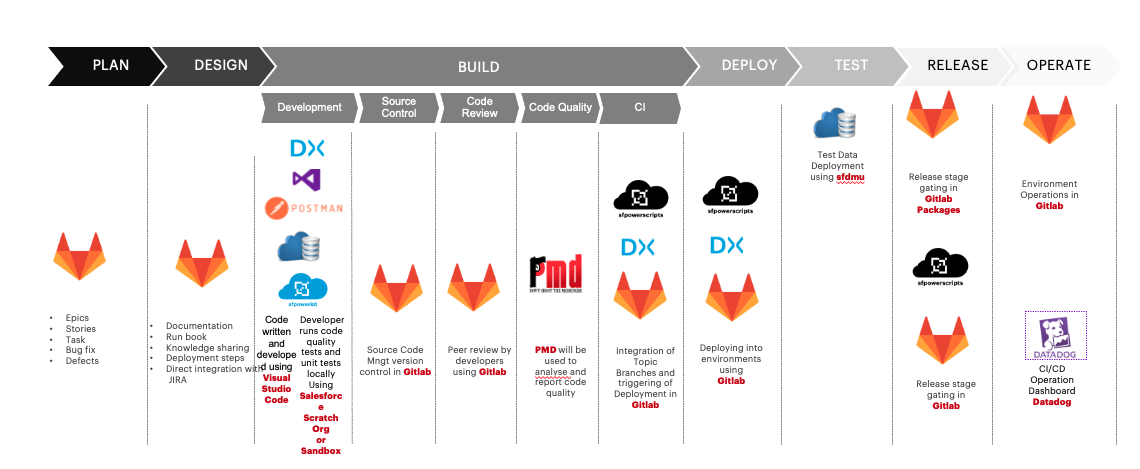 PLAN
DESIGN
BUILD
DEPLOY
TEST
RELEASE
OPERATE
Development
Source
Control
Code
Review
Code Quality
CI
• Epics
• Stories
• Task
• Bug fix
• Defects
• Documentation
• Run book
• Knowledge sharing
• Deployment steps
• Direct integration with
JIRA
DX
POSTMAN
sfpowerkit
Code
written
and
develope
d using
Visual
Studio
Code
Developer
runs code
quality
tests and
unit tests
locally
Using
Salesforc
e
Scratch
Org
or
Sandbox
Source Code
Mngt version
control in Gitlab
Peer review by
developers
using Gitlab
Pmd
DON'T SHOOT THE MESSENGER
PMD will be
used to
analyse and
report code
quality
sfpowerscripts
DX
Integration of
Topic
Branches and
triggering of
Deployment in
Gitlab
sfpowerscripts
DX
Deploying into
environments
using
Gitlab
Test Data
Deployment
using sfdmu
Release stage
gating in
Gitlab
Packages
sfpowerscripts
Release stage
gating in
Gitlab
Environment
Operations in
Gitlab
DATADOG
CI/CD
Operation
Dashboard
Datadog